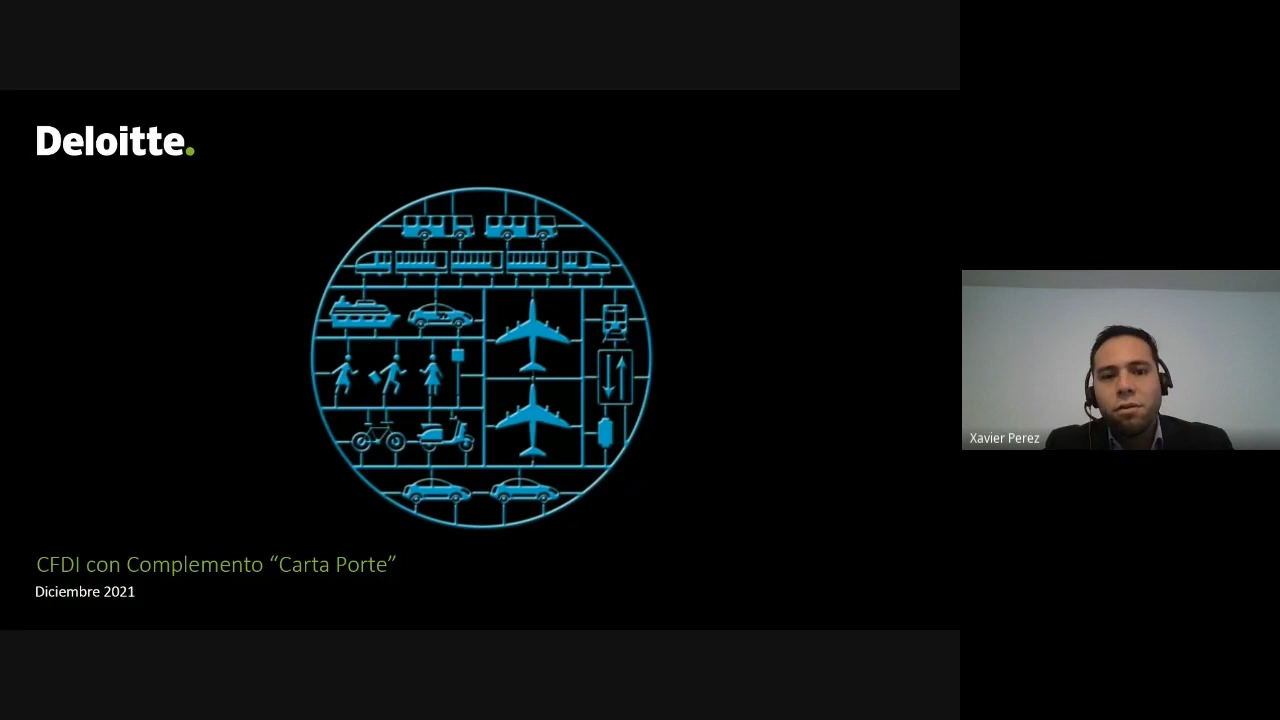 Deloitte.
CFDI con Complemento “Carta Porte”
Diciembre 2021
Xavier Perez